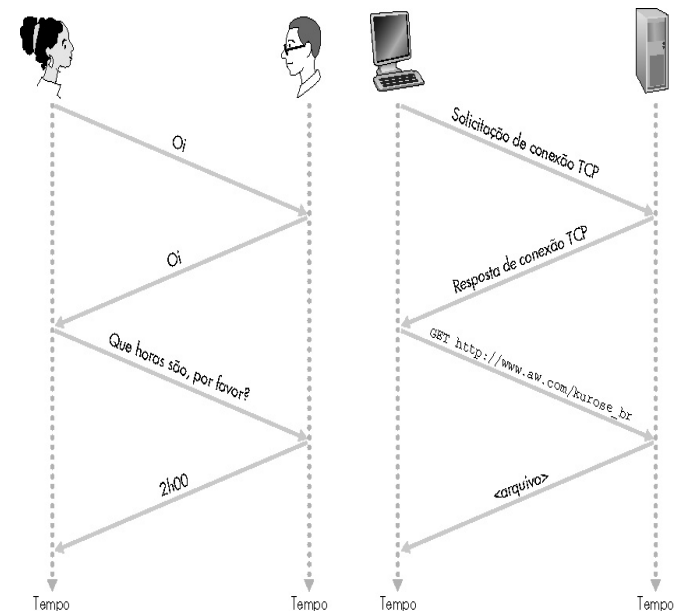 Oi
Oi
Que horas são, por favor?
2h00
Tempo
Tempo
Solicitação de conexão TCP
Resposta de conexão TCP
GET http://www.aw.com/kurose_br
<arquivo>
Tempo
Tempo